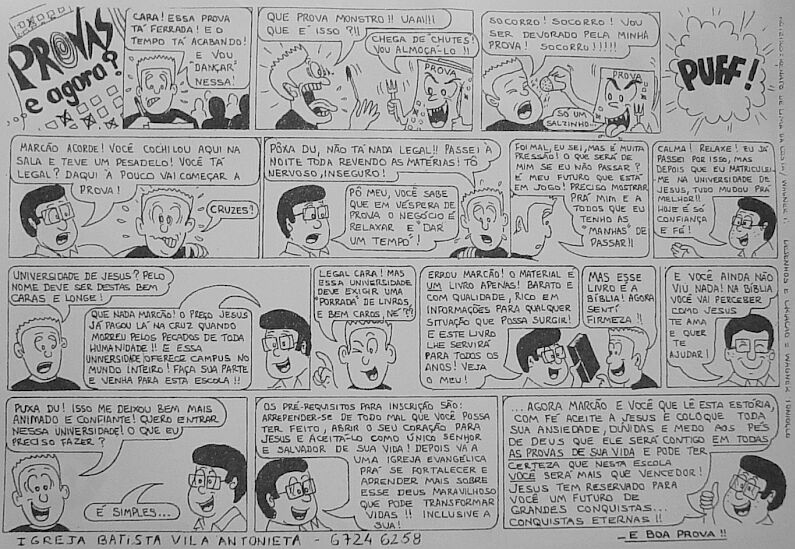 PROVAS
e agora?
CARA! ESSA PROVA
TÁ FERRADA! E O
TEMPO TÁ ACABANDO!
E VOU
"DANÇAR"
NESSA!
QUE PROVA MONSTRO!! UAAIIII
QUE É ISSO?!!
CHEGA DE "CHUTES"!
VOU ALMOÇÁ-LO!!
PROVA
SOCORRO! SOCORRO! VOU
SER DEVORADO PELA MINHA
PROVA! SOCORRO!!!!!!
PROVA
SÓ UM
SALZINHO...
PUFF!
MARCÃO ACORDE! VOCÊ COCHILOU AQUI NA
SALA E TEVE UM PESADELO! VOCÊ TÁ
LEGAL? DAQUI A POUCO VAI COMEÇAR A
PROVA!
CRUZES!
PÔXA DU, NÃO TÁ NADA LEGAL!! PASSEI A
NOITE TODA REVENDO AS MATÉRIAS! TÔ
NERVOSO, INSEGURO!
PÔ MEU, VOCÊ SABE
QUE EM VÉSPERA DE
PROVA O NEGÓCIO É
RELAXAR E "DAR
UM TEMPO"!
FOI MAL, EU SEI, MAS É MUITA
PRESSÃO! O QUE SERÁ DE
MIM SE EU NÃO PASSAR?
É MEU FUTURO QUE ESTÁ
EM JOGO! PRECISO MOSTRAR
PRÁ MIM E A
TODOS QUE EU
TENHO AS
"MANHAS" DE
PASSAR!!
CALMA! RELAXE! EU JÁ
PASSEI POR ISSO, MAS
DEPOIS QUE EU MATRICULEI-
ME NA UNIVERSIDADE DE
JESUS, TUDO MUDOU PRÁ
MELHOR!!
HOJE É SÓ
CONFIANÇA
E FÉ!
UNIVERSIDADE DE JESUS? PELO
NOME DEVE SER DESTAS BEM
CARAS E LONGE!
QUE NADA MARCÃO! O PREÇO JESUS
JÁ PAGOU LÁ NA CRUZ QUANDO
MORREU PELOS PECADOS DE TODA
HUMANIDADE!! E ESSA
UNIVERSIDADE OFERECE CAMPUS NO
MUNDO INTEIRO! FAÇA SUA PARTE
E VENHA PARA ESTA ESCOLA!!
LEGAL CARA! MAS
ESSA UNIVERSIDADE
DEVE EXIGIR UMA
"PORRADA" DE LIVROS,
E BEM CAROS, NÉ?!?
ERROU MARCÃO! O MATERIAL É
UM LIVRO APENAS! BARATO E
COM QUALIDADE, RICO EM
INFORMAÇÕES PARA QUALQUER
SITUAÇÃO QUE POSSA SURGIR!
E ESTE LIVRO
LHE SERVIRÁ
PARA TODOS OS
ANOS! VEJA
O MEU!
MAS ESSE
LIVRO É A
BÍBLIA! AGORA
SENTÍ
FIRMEZA!!
E VOCÊ AINDA NÃO
VIU NADA! NA BÍBLIA
VOCÊ VAI PERCEBER
COMO JESUS
TE AMA
E QUER
TE
AJUDAR!
PUXA DU! ISSO ME DEIXOU BEM MAIS
ANIMADO E CONFIANTE! QUERO ENTRAR
NESSA UNIVERSIDADE! O QUE EU
PRECISO FAZER?
É SIMPLES...
OS PRÉ-REQUISITOS PARA INSCRIÇÃO SÃO:
ARREPENDER-SE DE TODO MAL QUE VOCÊ POSSA
TER FEITO, ABRIR O SEU CORAÇÃO PARA
JESUS E ACEITÁ-LO COMO ÚNICO SENHOR
E SALVADOR DE SUA VIDA! DEPOIS VÁ A
UMA IGREJA EVANGÉLICA
PRÁ SE FORTALECER E
APRENDER MAIS SOBRE
ESSE DEUS MARAVILHOSO
QUE PODE TRANSFORMAR
VIDAS!! INCLUSIVE A
SUA!
...AGORA MARCÃO E VOCÊ QUE LÊ ESTA ESTÓRIA,
COM FÉ ACEITE A JESUS E COLOQUE TODA
SUA ANSIEDADE, DÚVIDAS E MEDO AOS PÉS
DE DEUS QUE ELE SERÁ CONTIGO EM TODAS
AS PROVAS DE SUA VIDA E PODE TER
CERTEZA QUE NESTA ESCOLA
VOCÊ SERÁ MAIS QUE VENCEDOR!
JESUS TEM RESERVADO PARA
VOCÊ UM FUTURO DE
GRANDES CONQUISTAS...
CONQUISTAS ETERNAS!!
...E BOA PROVA!!
IGREJA BATISTA VILA ANTONIETA - 6724 6258